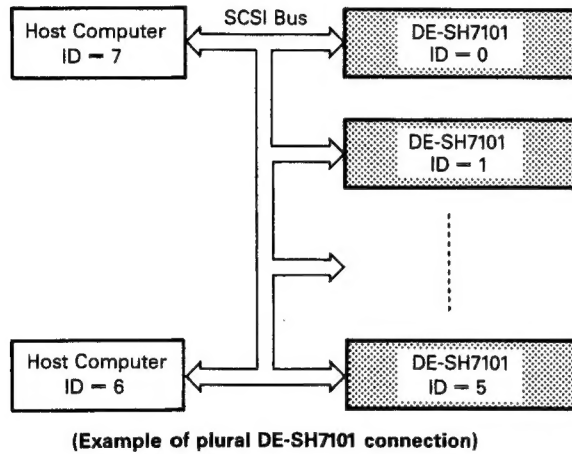 SCSI Bus
Host Computer
ID = 7
DE-SH7101
ID = 0
DE-SH7101
ID = 1
Host Computer
ID = 6
DE-SH7101
ID = 5
(Example of plural DE-SH7101 connection)